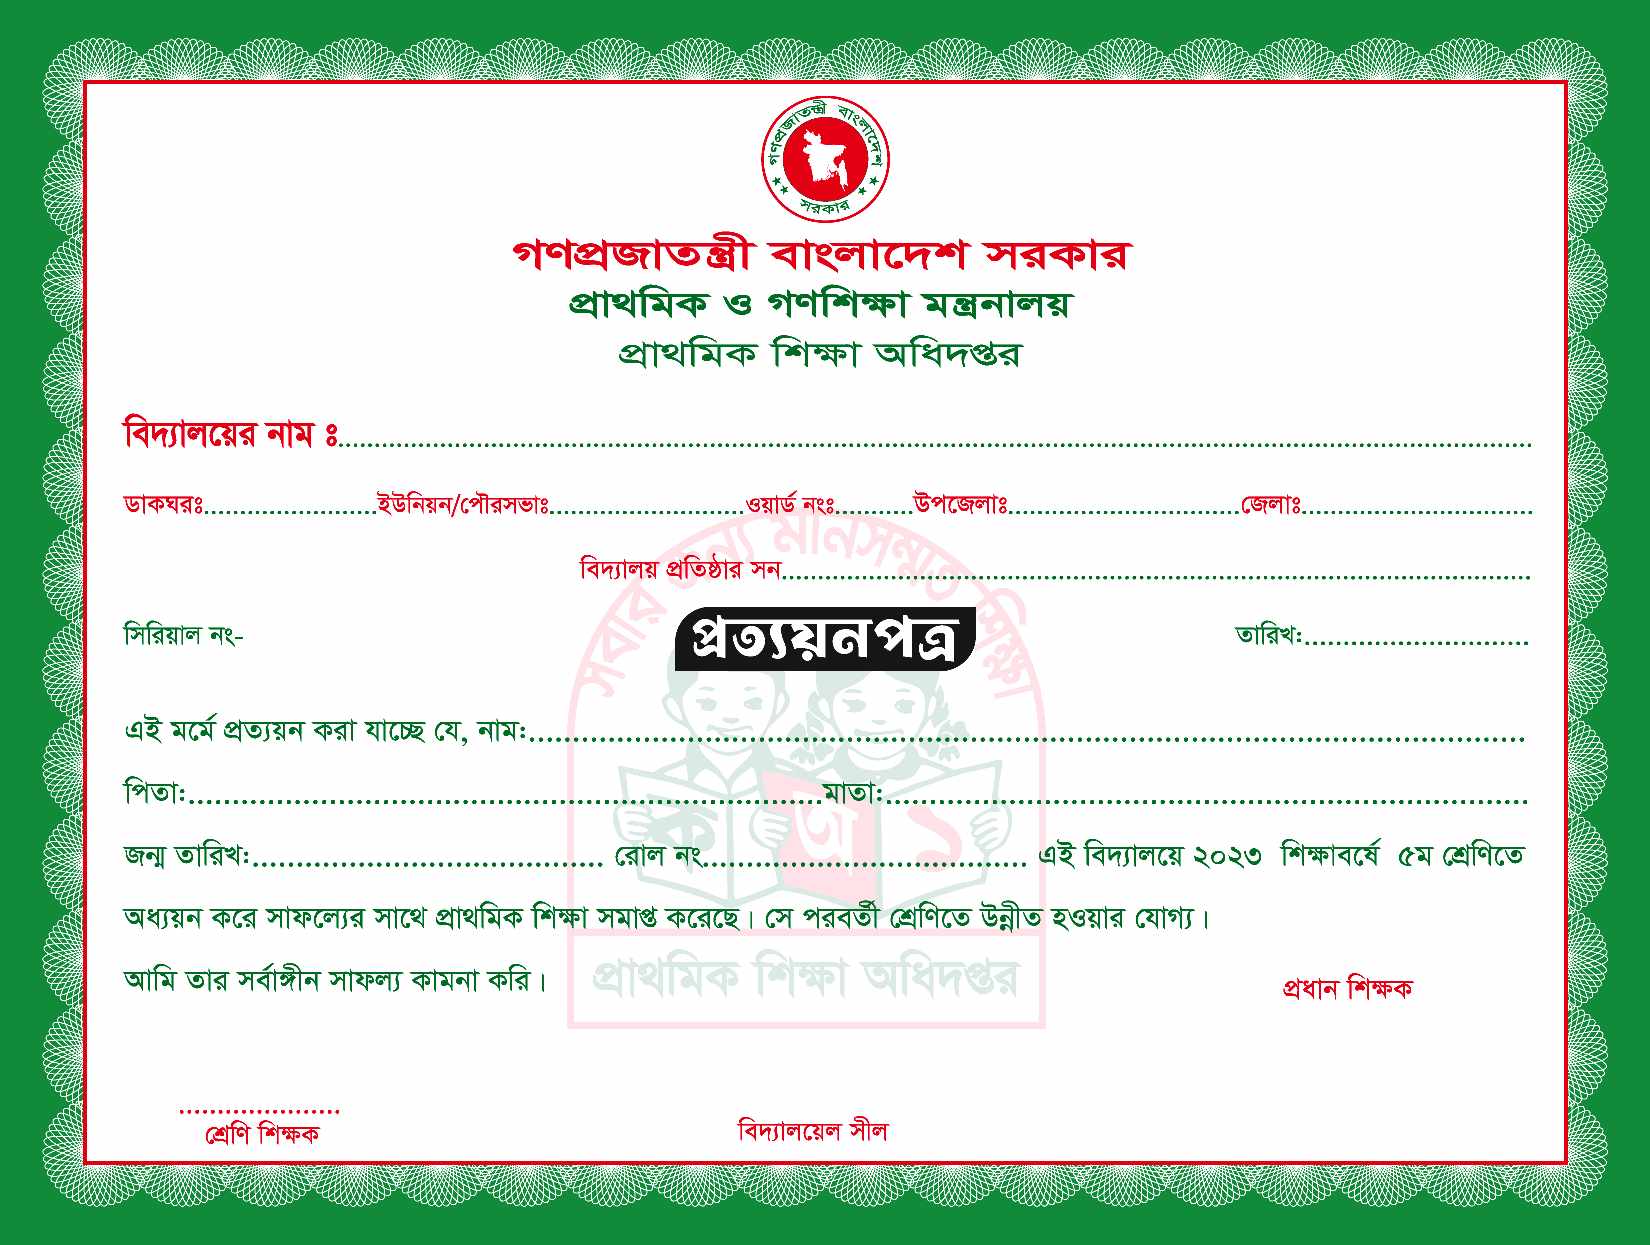 গণপ্রজাতন্ত্রী বাংলাদেশ
সরকার
গণপ্রজাতন্ত্রী বাংলাদেশ সরকার
প্রাথমিক ও গণশিক্ষা মন্ত্রনালয়
প্রাথমিক শিক্ষা অধিদপ্তর
বিদ্যালয়ের নাম ঃ........................................................................................................................
ডাকঘরঃ........................ইউনিয়ন/পৌরসভাঃ...........................ওয়ার্ড নংঃ...........উপজেলাঃ................................জেলাঃ................................
সবার জন্য মানসম্মত শিক্ষা
বিদ্যালয় প্রতিষ্ঠার সন........................................................................................................
সিরিয়াল নং-
প্রত্যয়নপত্র
তারিখ:.............................
এই মর্মে প্রত্যয়ন করা যাচ্ছে যে, নাম:....................................................................................................................
পিতা:..........................................................................মাতা:...........................................................................
ক অ ১
জন্ম তারিখ:......................................... রোল নং...................................... এই বিদ্যালয়ে ২০২৩ শিক্ষাবর্ষে ৫ম শ্রেণিতে
অধ্যয়ন করে সাফল্যের সাথে প্রাথমিক শিক্ষা সমাপ্ত করেছে। সে পরবর্তী শ্রেণিতে উন্নীত হওয়ার যোগ্য।
আমি তার সর্বাঙ্গীন সাফল্য কামনা করি।
প্রাথমিক শিক্ষা অধিদপ্তর
প্রধান শিক্ষক
.....................
শ্রেণি শিক্ষক
বিদ্যালয়েল সীল